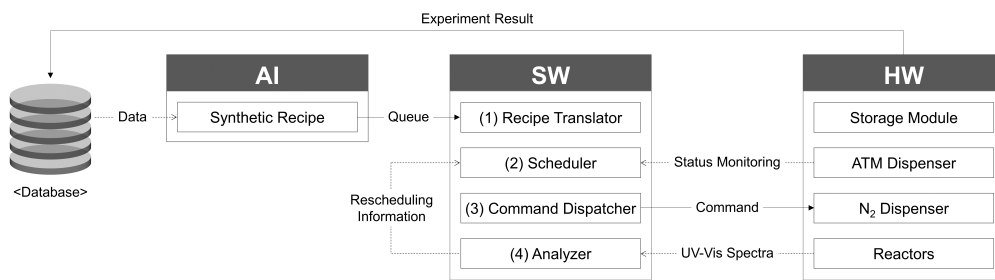 Experiment Result
AI
SW
HW
Data
Synthetic Recipe
Queue
(1) Recipe Translator
Storage Module
(2) Scheduler
Status Monitoring
ATM Dispenser
<Database>
Rescheduling
Information
(3) Command Dispatcher
Command
N₂ Dispenser
(4) Analyzer
UV-Vis Spectra
Reactors